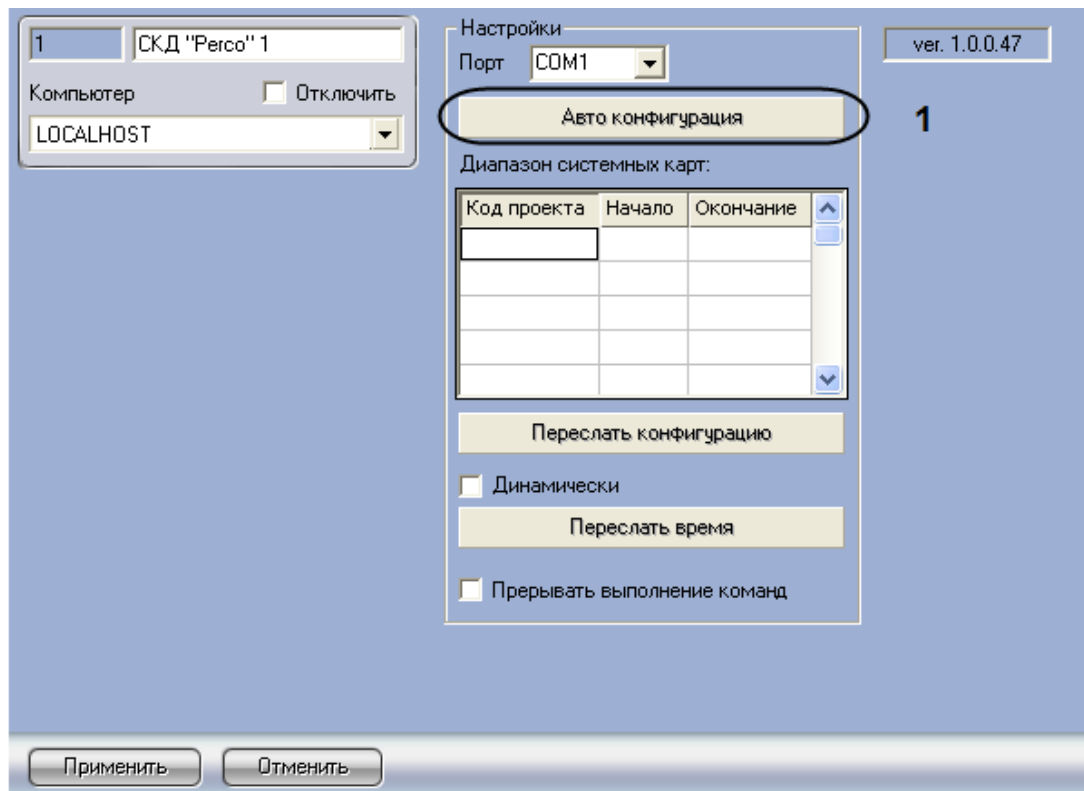 1 СКД "Perco" 1
Компьютер Отключить
LOCALHOST
Настройки
Порт COM1
Авто конфигурация
1
Диапазон системных карт:
Код проекта Начало Окончание
Переслать конфигурацию
Динамически
Переслать время
Прерывать выполнение команд
ver. 1.0.0.47
Применить Отменить